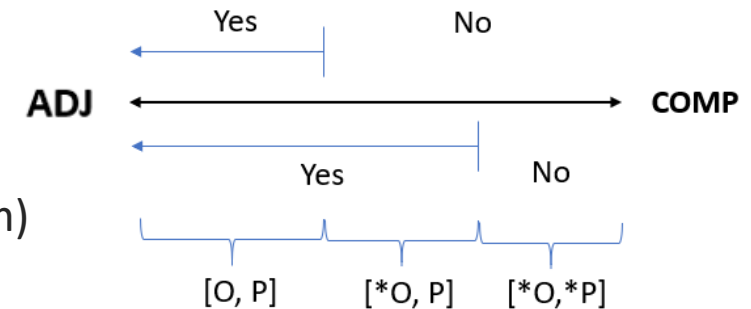 Yes No
ADJ COMP
Yes No
n)
[O, P] [*O, P] [*O,*P]